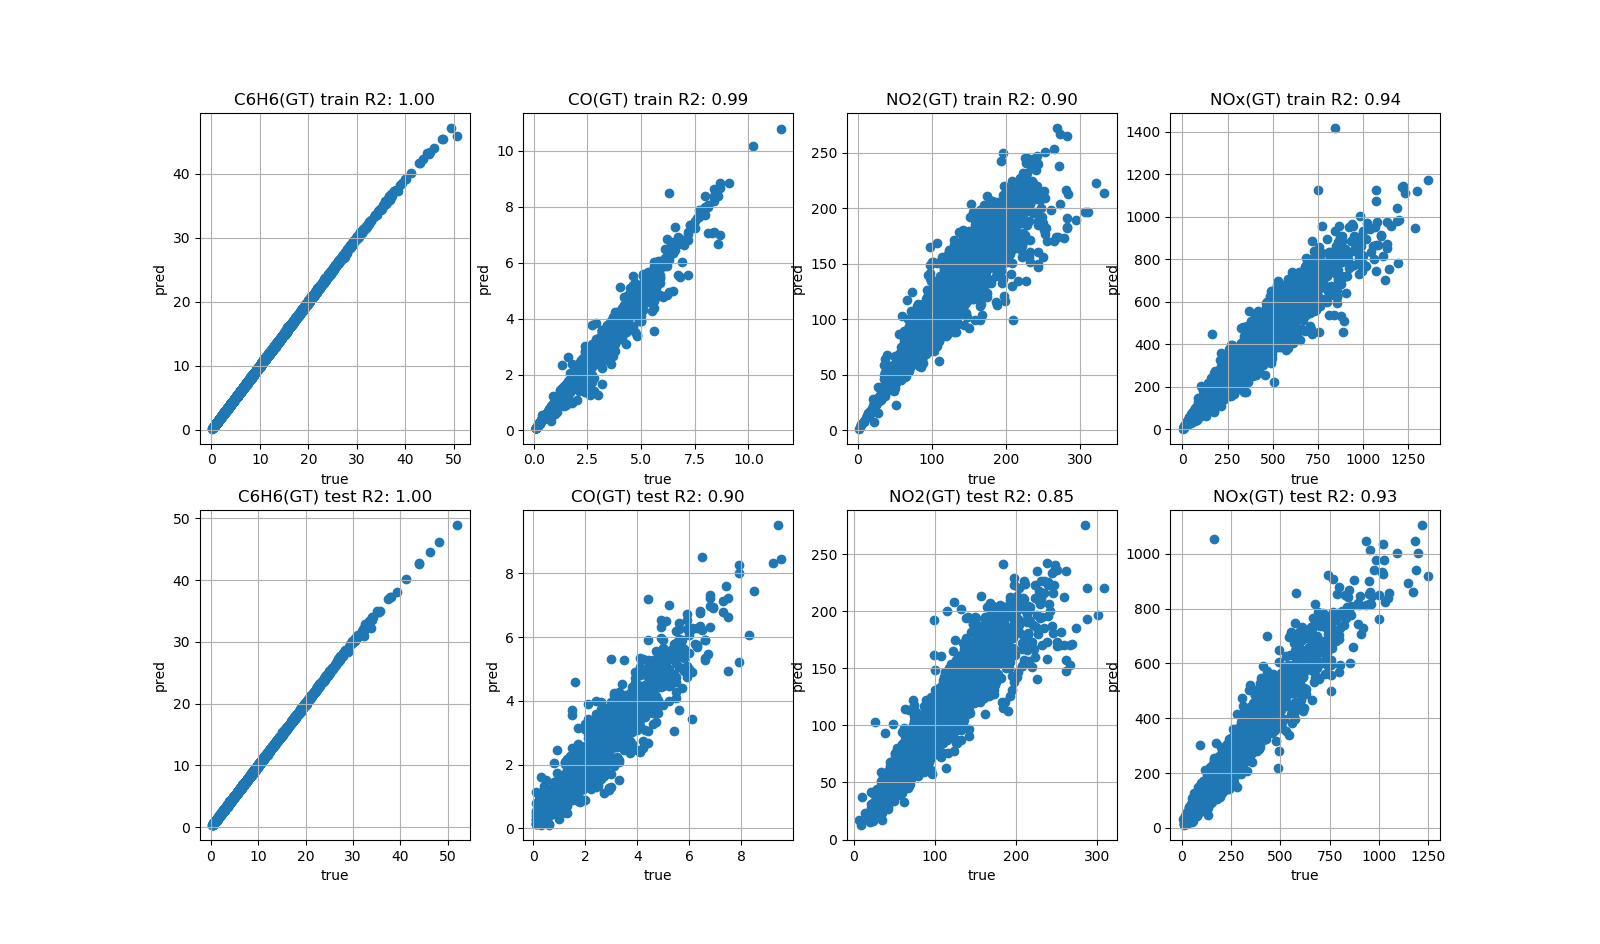 C6H6(GT) train R2: 1.00
40
30
20
10
0
pred
0 10 20 30 40 50
true
CO(GT) train R2: 0.99
10
8
6
4
2
0
pred
0.0 2.5 5.0 7.5 10.0
true
NO2(GT) train R2: 0.90
250
200
150
100
50
0
pred
0 100 200 300
true
NOx(GT) train R2: 0.94
1400
1200
1000
800
600
400
200
0
pred
0 250 500 750 1000 1250
true
C6H6(GT) test R2: 1.00
50
40
30
20
10
0
pred
0 10 20 30 40 50
true
CO(GT) test R2: 0.90
8
6
4
2
0
pred
0 2 4 6 8
true
NO2(GT) test R2: 0.85
250
200
150
100
50
0
pred
0 100 200 300
true
NOx(GT) test R2: 0.93
1000
800
600
400
200
0
pred
0 250 500 750 1000 1250
true